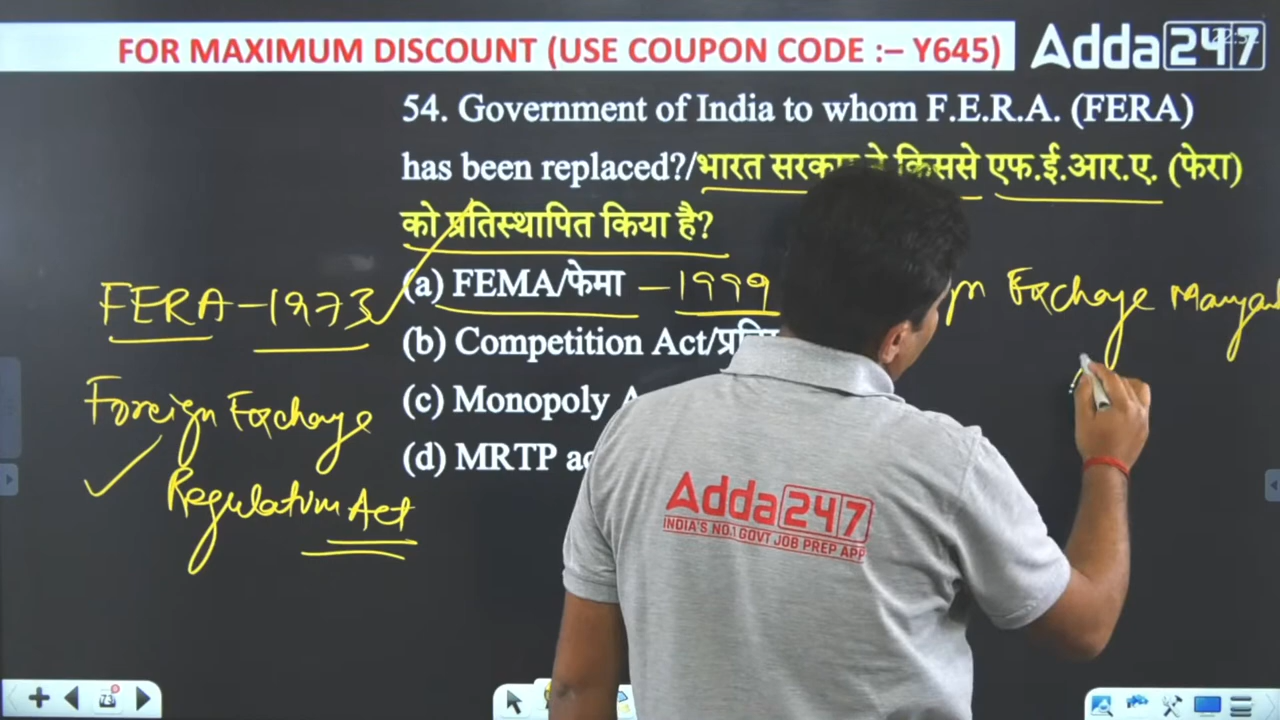 FOR MAXIMUM DISCOUNT (USE COUPON CODE :– Y645)
Adda247
54. Government of India to whom F.E.R.A. (FERA)
has been replaced?/भारत सरकार ने किससे एफ.ई.आर.ए. (फेरा)
को प्रतिस्थापित किया है?
(a) FEMA/फेमा – 1999
Exchange
(b) Competition Act/
(c) Monopoly
(d) MRTP
FERA – 1973
Foreign Exchange
Regulation Act
Adda247
INDIA'S NO.1 GOVT JOB PREP APP
73